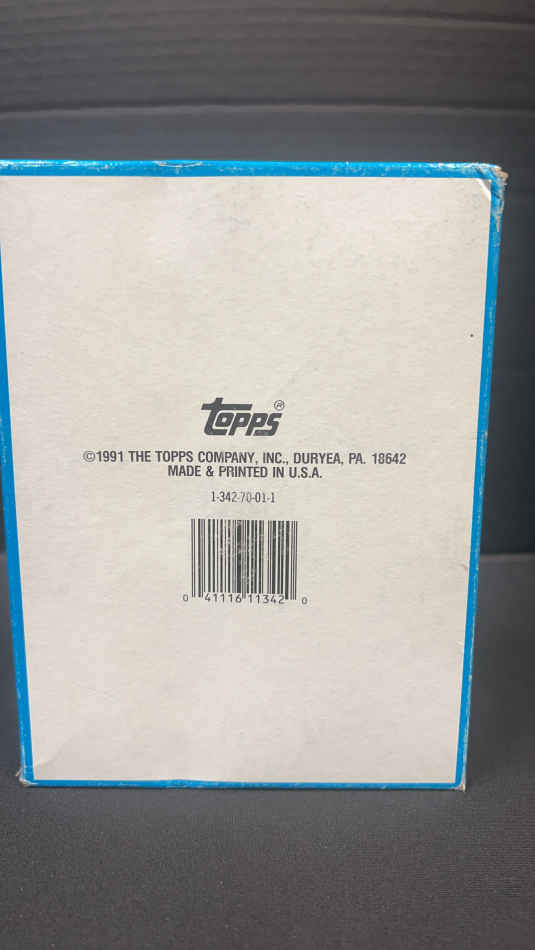 Topps®
©1991 THE TOPPS COMPANY, INC., DURYEA, PA. 18642
MADE & PRINTED IN U.S.A.
1-342-70-01-1
0 41116 11342 0